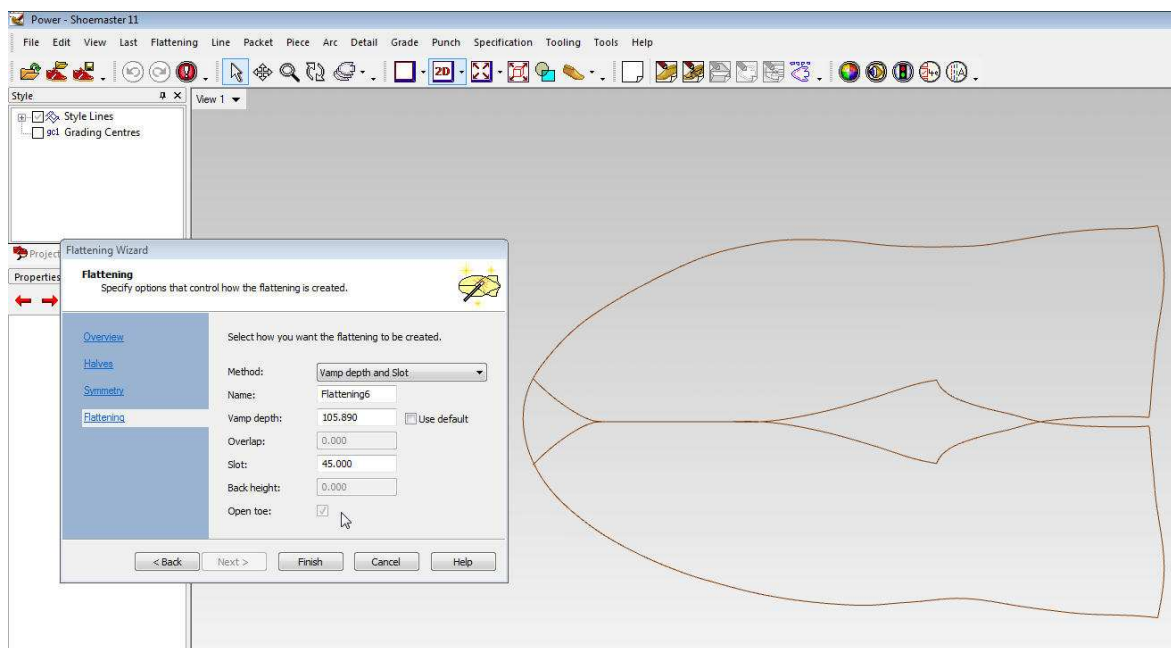 Power - Shoemaster 11
File Edit View Last Flattening Line Packet Piece Arc Detail Grade Punch Specification Tooling Tools Help
2D
Style
View 1
Style Lines
gc1 Grading Centres
Project
Properties
Flattening Wizard
Flattening
Specify options that control how the flattening is created.
Overview
Halves
Symmetry
Flattening
Select how you want the flattening to be created.
Method: Vamp depth and Slot
Name: Flattening6
Vamp depth: 105.890 Use default
Overlap: 0.000
Slot: 45.000
Back height: 0.000
Open toe:
< Back Next > Finish Cancel Help